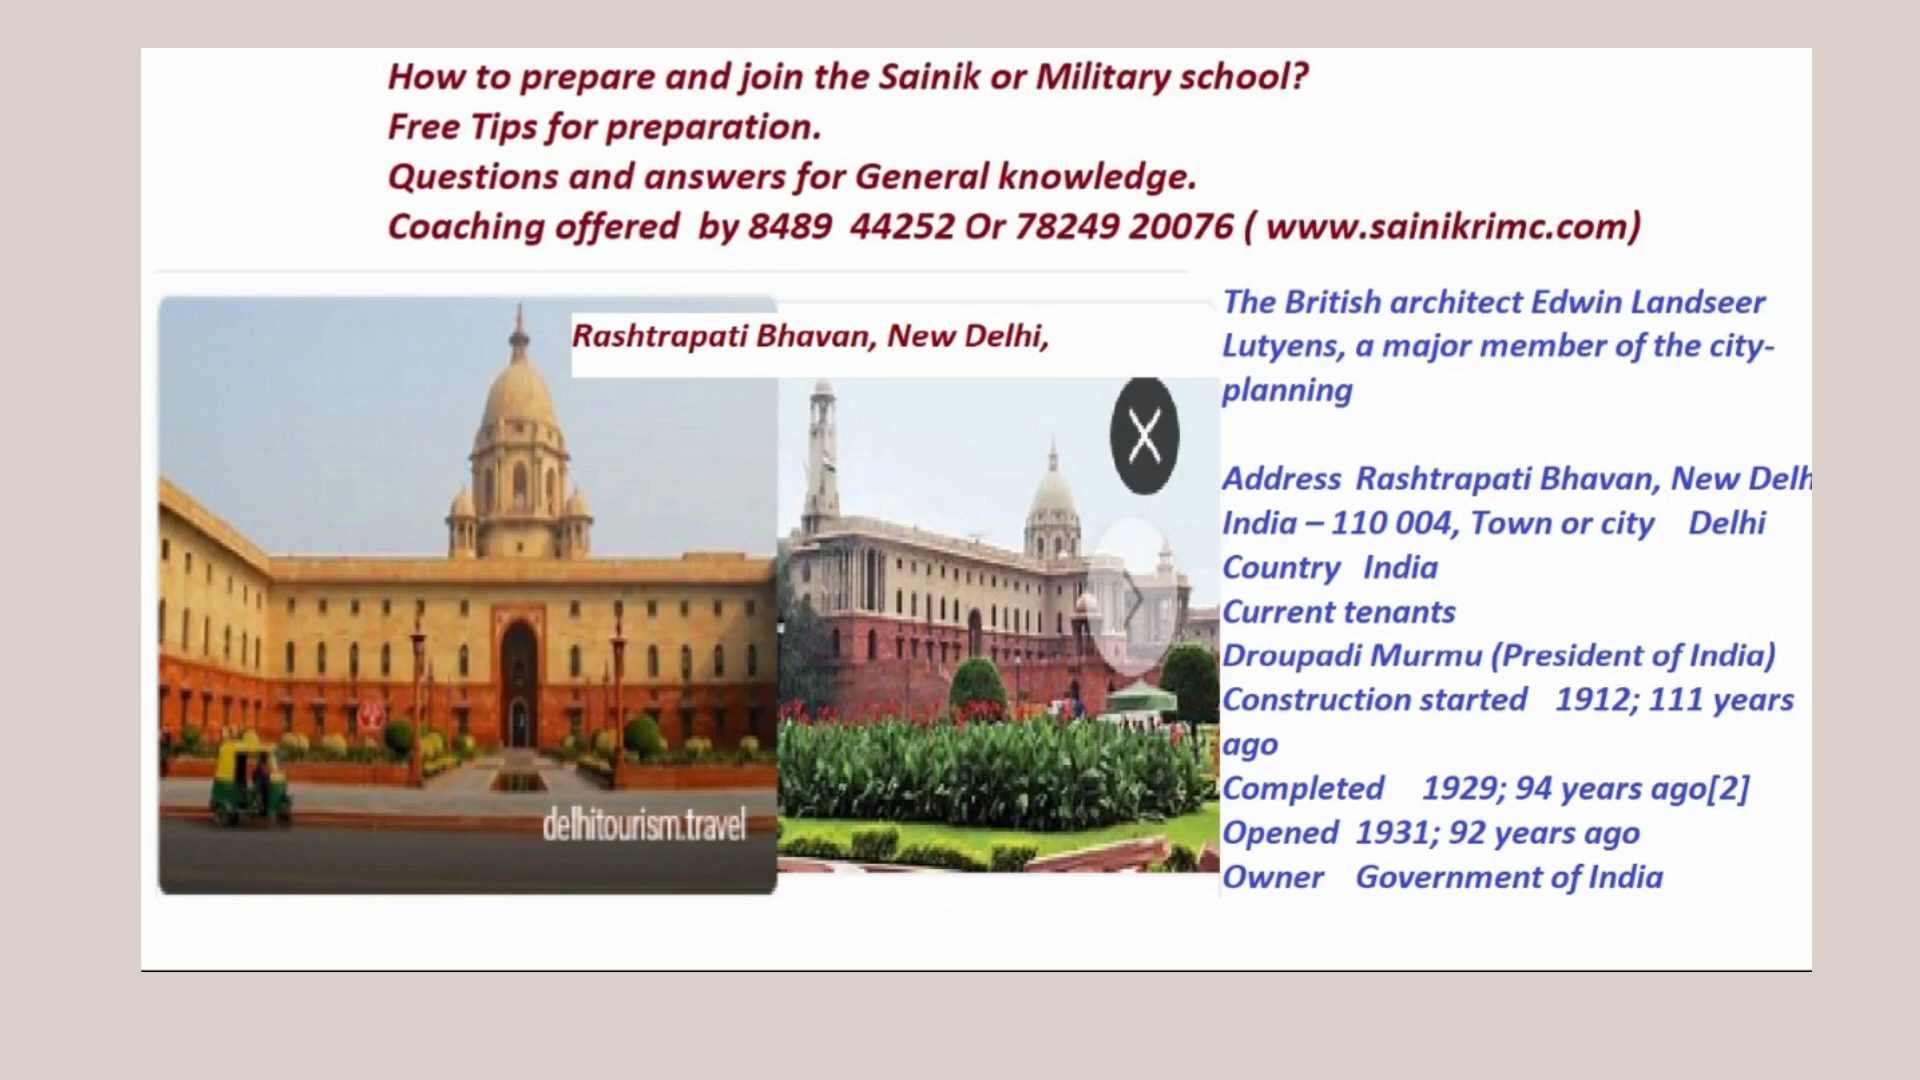 How to prepare and join the Sainik or Military school?
Free Tips for preparation.
Questions and answers for General knowledge.
Coaching offered by 8489 44252 Or 78249 20076 ( www.sainikrimc.com)
Rashtrapati Bhavan, New Delhi,
delhitourism.travel
The British architect Edwin Landseer
Lutyens, a major member of the city-
planning
Address Rashtrapati Bhavan, New Delh
India – 110 004, Town or city Delhi
Country India
Current tenants
Droupadi Murmu (President of India)
Construction started 1912; 111 years
ago
Completed 1929; 94 years ago[2]
Opened 1931; 92 years ago
Owner Government of India